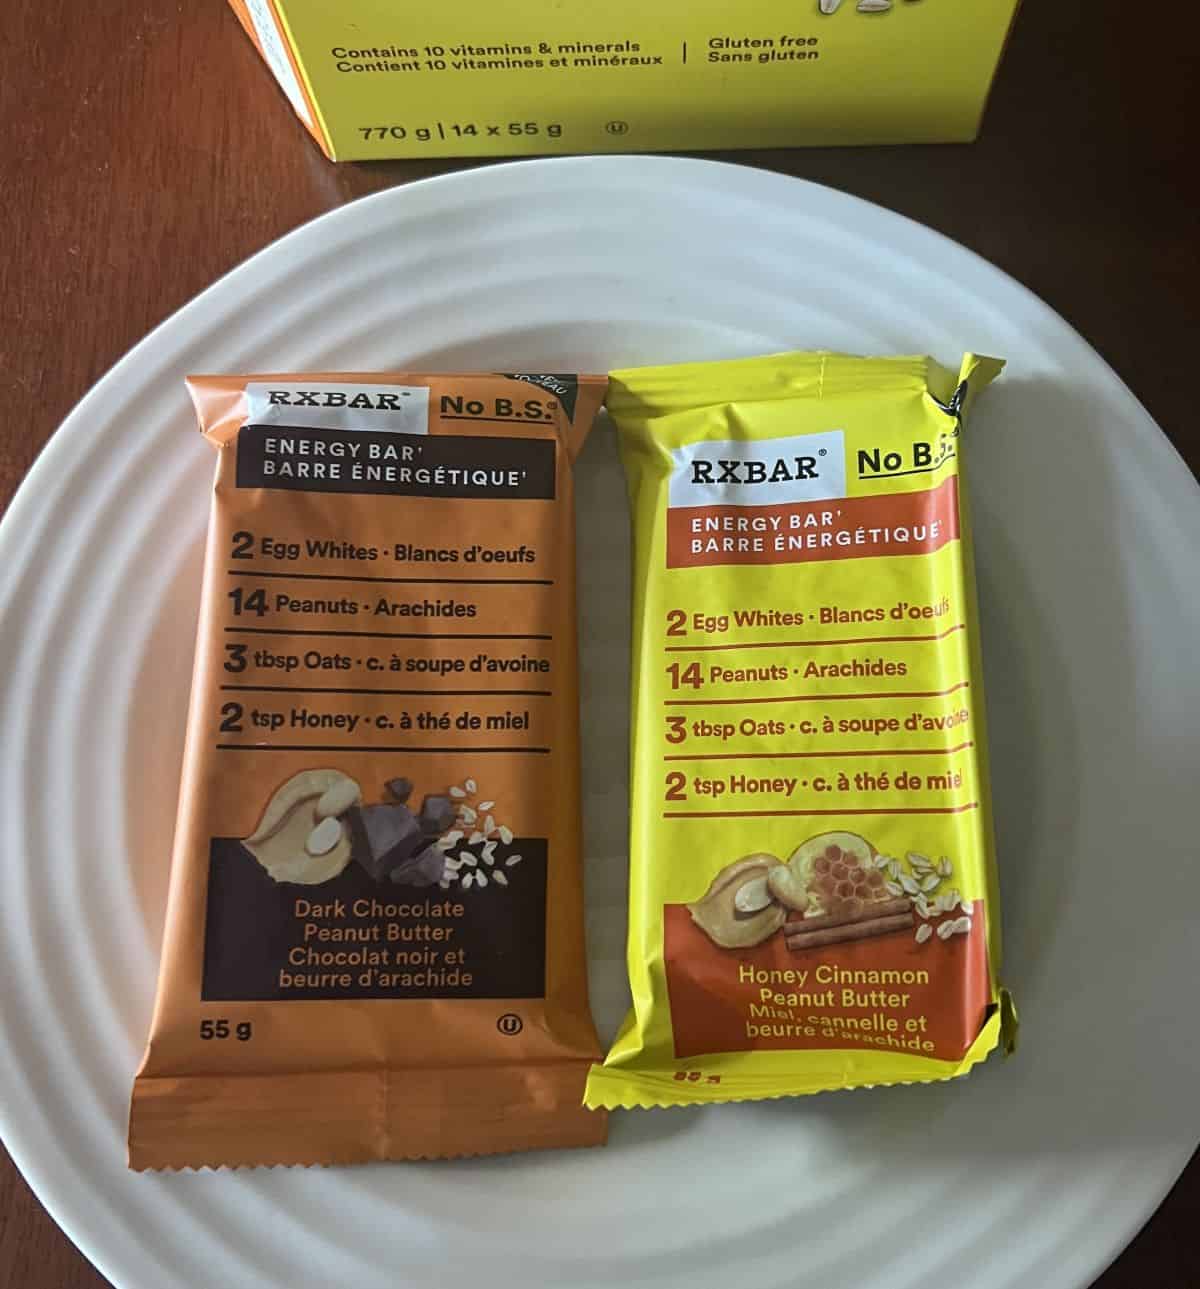 Contains 10 vitamins & minerals
Contient 10 vitamines et minéraux
Gluten free
Sans gluten
770 g | 14 x 55 g
U
RXBAR
No B.S.®
ENERGY BAR'
BARRE ÉNERGÉTIQUE'
2 Egg Whites · Blancs d'oeufs
14 Peanuts · Arachides
3 tbsp Oats · c. à soupe d'avoine
2 tsp Honey · c. à thé de miel
Dark Chocolate
Peanut Butter
Chocolat noir et
beurre d'arachide
55 g
U
RXBAR®
No B.S.
ENERGY BAR'
BARRE ÉNERGÉTIQUE'
2 Egg Whites · Blancs d'oeufs
14 Peanuts · Arachides
3 tbsp Oats · c. à soupe d'avoine
2 tsp Honey · c. à thé de miel
Honey Cinnamon
Peanut Butter
Miel, cannelle et
beurre d'arachide